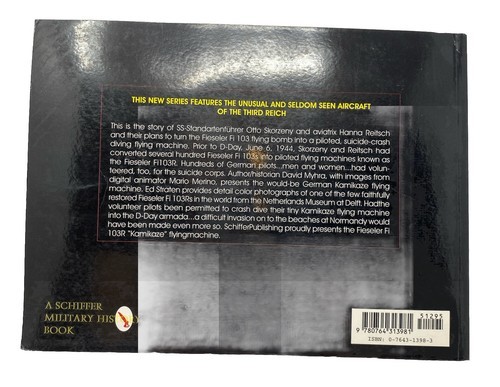 THIS NEW SERIES FEATURES THE UNUSUAL AND SELDOM SEEN AIRCRAFT
OF THE THIRD REICH
This is the story of SS-Standartenführer Otto Skorzeny and aviatrix Hanna Reitsch
and their plans to turn the Fieseler Fi 103 flying bomb into a piloted, suicide-crash
diving flying machine. Prior to D-Day, June 6, 1944, Skorzeny and Reitsch had
converted several hundred Fieseler Fi 103s into piloted flying machines known as
the Fieseler Fi103R. Hundreds of German pilots...men and women...had volun-
teered, too, for the suicide corps. Author/historian David Myhra, with images from
digital animator Mario Merino, presents the would-be German Kamikaze flying
machine. Ed Straten provides detail color photographs of one of two faithfully
restored Fieseler Fi 103Rs in the world from the Netherlands Museum at Delft. Hadthe
volunteer pilots been permitted to crash dive their tiny Kamikaze flying machine
into the D-Day armada...a difficult invasion on to the beaches at Normandy would
have been made even more so. SchifferPublishing proudly presents the Fieseler Fi
103R "Kamikaze" flyingmachine.
A SCHIFFER
MILITARY HISTORY
BOOK
51295
9 780764 313981
ISBN: 0-7643-1398-3